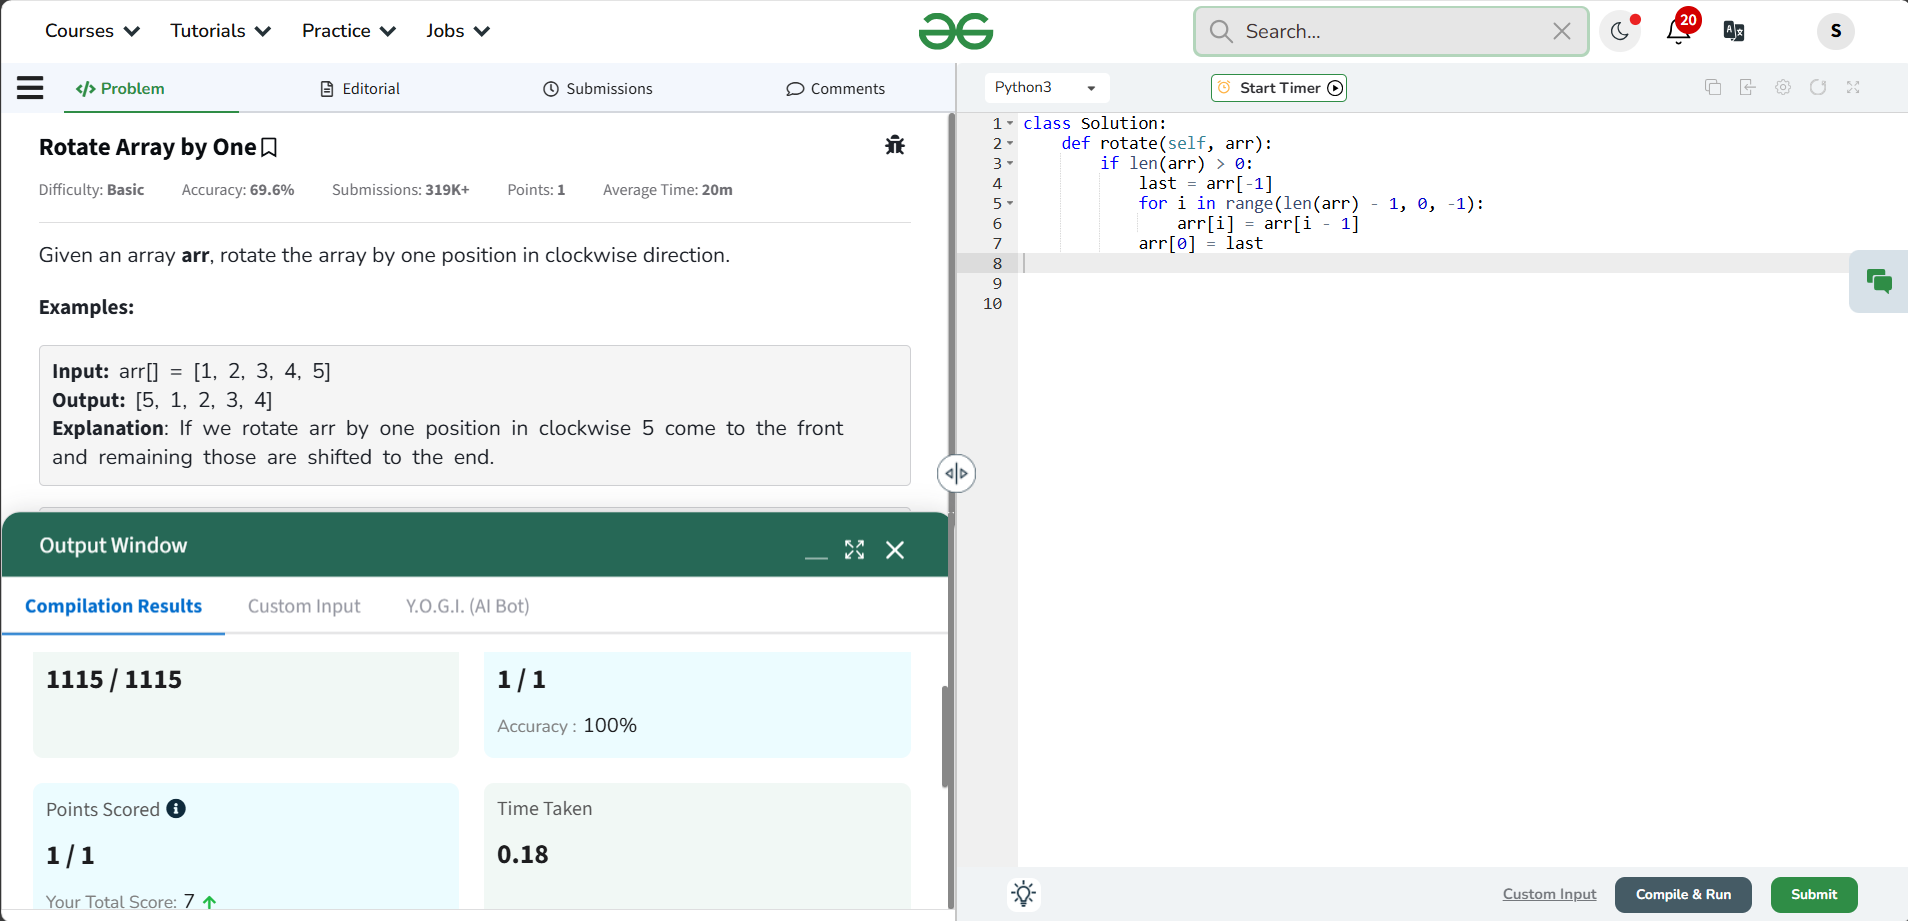 Courses Tutorials Practice Jobs Search... 20 S
</> Problem Editorial Submissions Comments
Rotate Array by One
Difficulty: Basic Accuracy: 69.6% Submissions: 319K+ Points: 1 Average Time: 20m
Given an array arr, rotate the array by one position in clockwise direction.
Examples:
Input: arr[] = [1, 2, 3, 4, 5]
Output: [5, 1, 2, 3, 4]
Explanation: If we rotate arr by one position in clockwise 5 come to the front
and remaining those are shifted to the end.
Output Window
Compilation Results Custom Input Y.O.G.I. (AI Bot)
1115 / 1115
1 / 1
Accuracy : 100%
Points Scored
1 / 1
Your Total Score: 7
Time Taken
0.18
Python3 Start Timer
1 class Solution:
2     def rotate(self, arr):
3         if len(arr) > 0:
4             last = arr[-1]
5             for i in range(len(arr) - 1, 0, -1):
6                 arr[i] = arr[i - 1]
7             arr[0] = last
8
9
10
Custom Input Compile & Run Submit